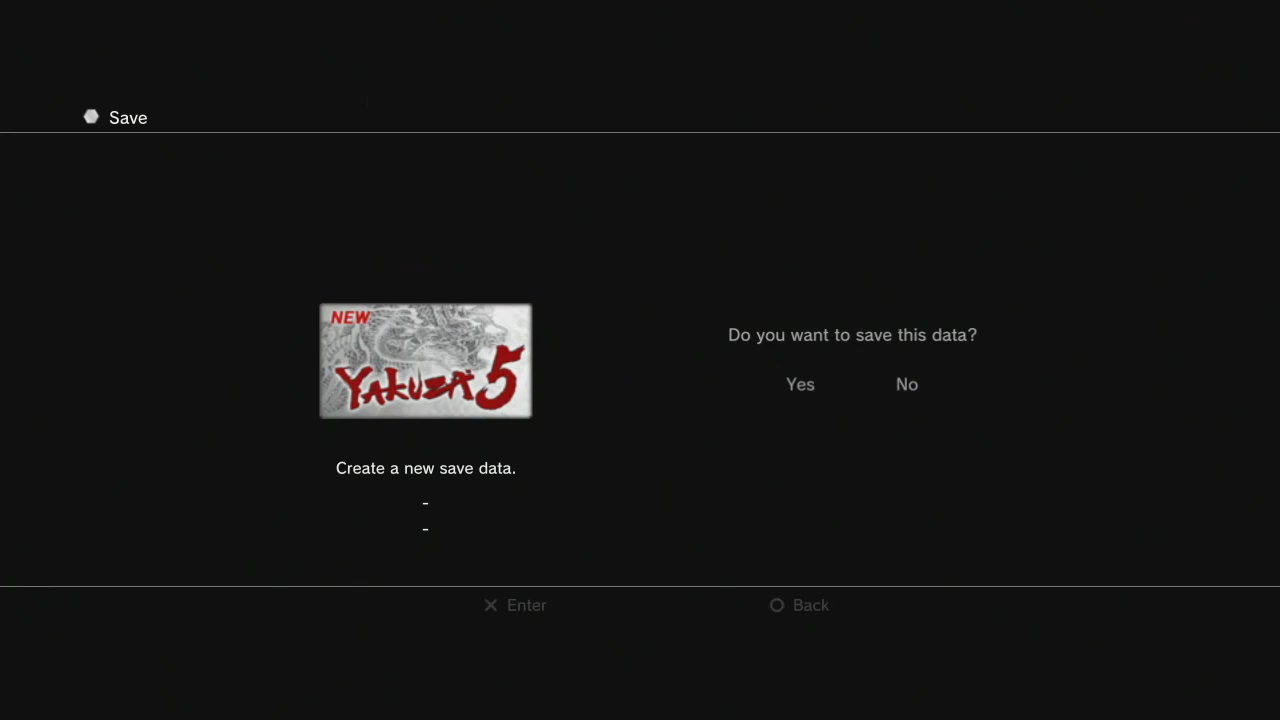 Save
NEW
YAKUZA 5
Do you want to save this data?
Yes No
Create a new save data.
-
-
Enter Back